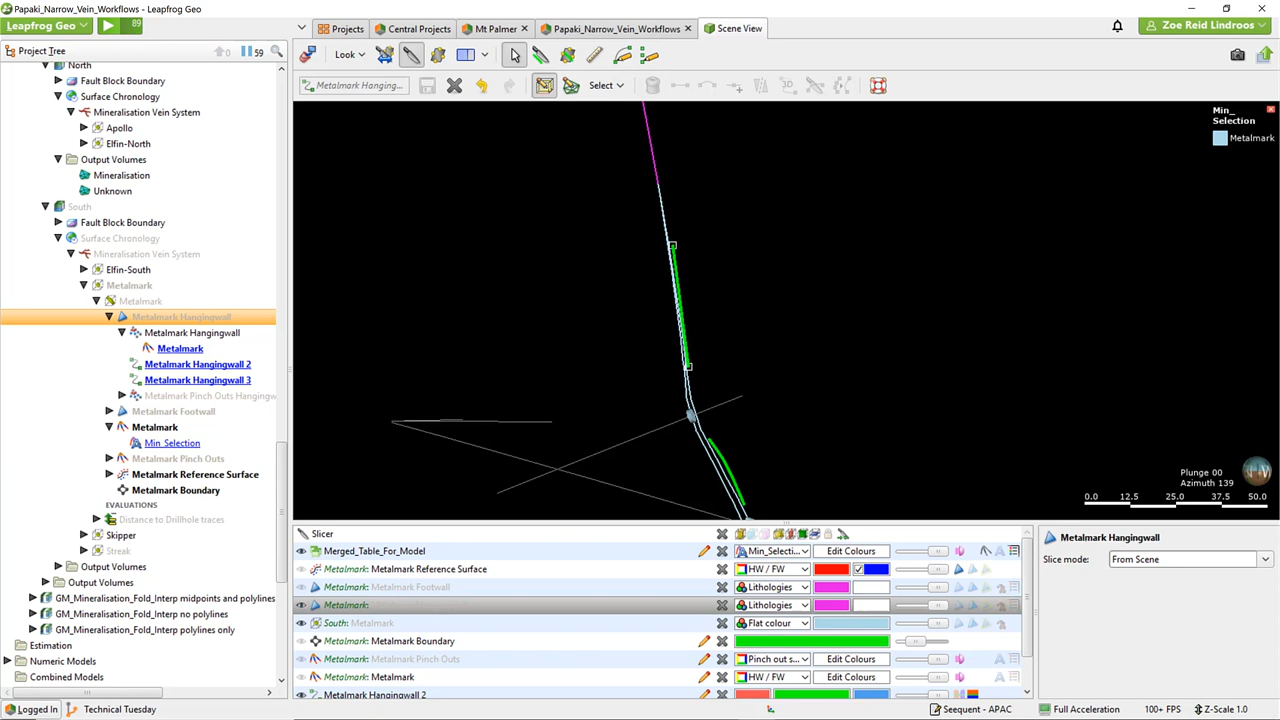 Papaki_Narrow_Vein_Workflows - Leapfrog Geo
Leapfrog Geo
89
Projects
Central Projects
Mt Palmer
Papaki_Narrow_Vein_Workflows
Scene View
Zoe Reid Lindroos
Project Tree
0
59
Look
Metalmark Hanging...
Select
North
Fault Block Boundary
Surface Chronology
Mineralisation Vein System
Apollo
Elfin-North
Output Volumes
Mineralisation
Unknown
South
Fault Block Boundary
Surface Chronology
Mineralisation Vein System
Elfin-South
Metalmark
Metalmark
Metalmark Hangingwall
Metalmark Hangingwall
Metalmark
Metalmark Hangingwall 2
Metalmark Hangingwall 3
Metalmark Pinch Outs Hangingw
Metalmark Footwall
Metalmark
Min_Selection
Metalmark Pinch Outs
Metalmark Reference Surface
Metalmark Boundary
EVALUATIONS
Distance to Drillhole traces
Skipper
Streak
Output Volumes
Output Volumes
GM_Mineralisation_Fold_Interp midpoints and polylines
GM_Mineralisation_Fold_Interp no polylines
GM_Mineralisation_Fold_Interp polylines only
Estimation
Numeric Models
Combined Models
Min_
Selection
Metalmark
Plunge 00
Azimuth 139
0.0 12.5 25.0 37.5 50.0
Slicer
Merged_Table_For_Model Min_Selecti... Edit Colours
Metalmark: Metalmark Reference Surface HW / FW
Metalmark: Metalmark Footwall Lithologies
Metalmark: Lithologies
South: Metalmark Flat colour
Metalmark: Metalmark Boundary
Metalmark: Metalmark Pinch Outs Pinch out s... Edit Colours
Metalmark: Metalmark HW / FW Edit Colours
Metalmark Hangingwall 2
Metalmark Hangingwall
Slice mode: From Scene
Logged In
Technical Tuesday
Seequent - APAC
Full Acceleration
100+ FPS
Z-Scale 1.0